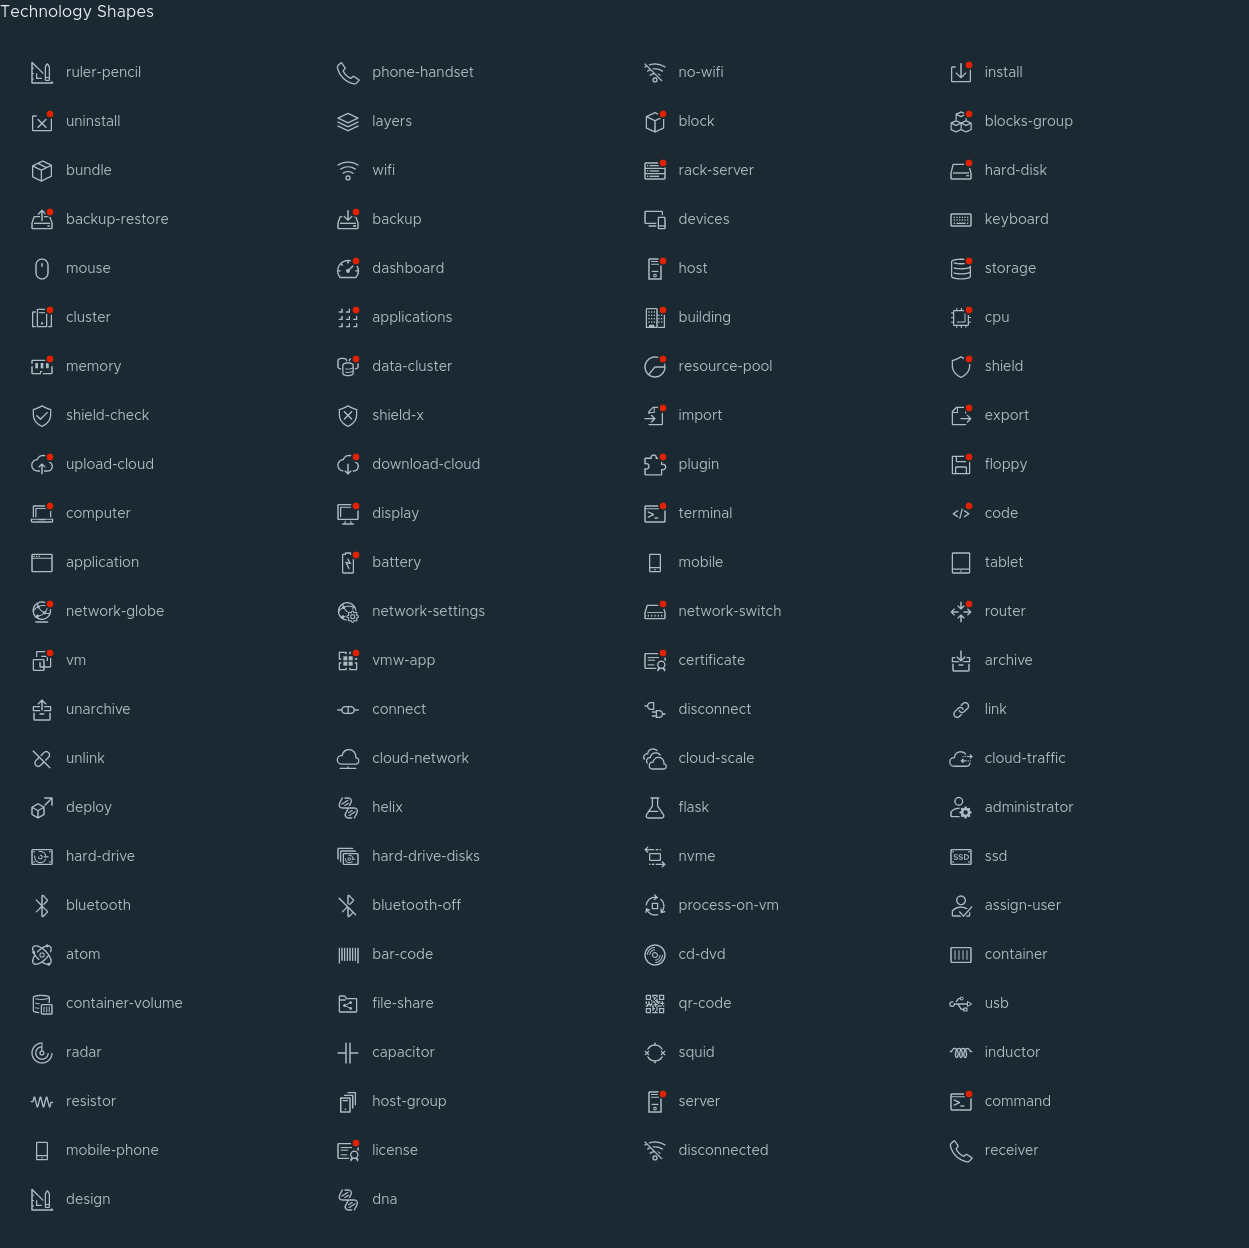 Technology Shapes
ruler-pencil phone-handset no-wifi install
uninstall layers block blocks-group
bundle wifi rack-server hard-disk
backup-restore backup devices keyboard
mouse dashboard host storage
cluster applications building cpu
memory data-cluster resource-pool shield
shield-check shield-x import export
upload-cloud download-cloud plugin floppy
computer display terminal code
application battery mobile tablet
network-globe network-settings network-switch router
vm vmw-app certificate archive
unarchive connect disconnect link
unlink cloud-network cloud-scale cloud-traffic
deploy helix flask administrator
hard-drive hard-drive-disks nvme SSD ssd
bluetooth bluetooth-off process-on-vm assign-user
atom bar-code cd-dvd container
container-volume file-share qr-code usb
radar capacitor squid inductor
resistor host-group server command
mobile-phone license disconnected receiver
design dna